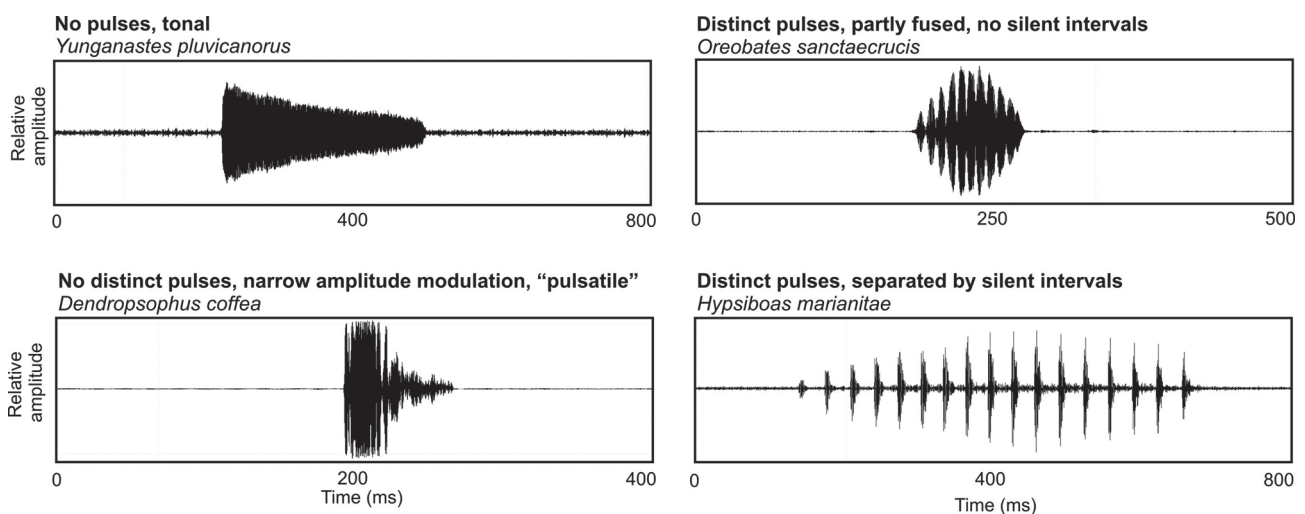 No pulses, tonal
Yunganastes pluvicanorus
Relative
amplitude
0 400 800
Distinct pulses, partly fused, no silent intervals
Oreobates sanctaecrucis
0 250 500
No distinct pulses, narrow amplitude modulation, “pulsatile”
Dendropsophus coffea
Relative
amplitude
0 200 400
Time (ms)
Distinct pulses, separated by silent intervals
Hypsiboas marianitae
0 400 800
Time (ms)